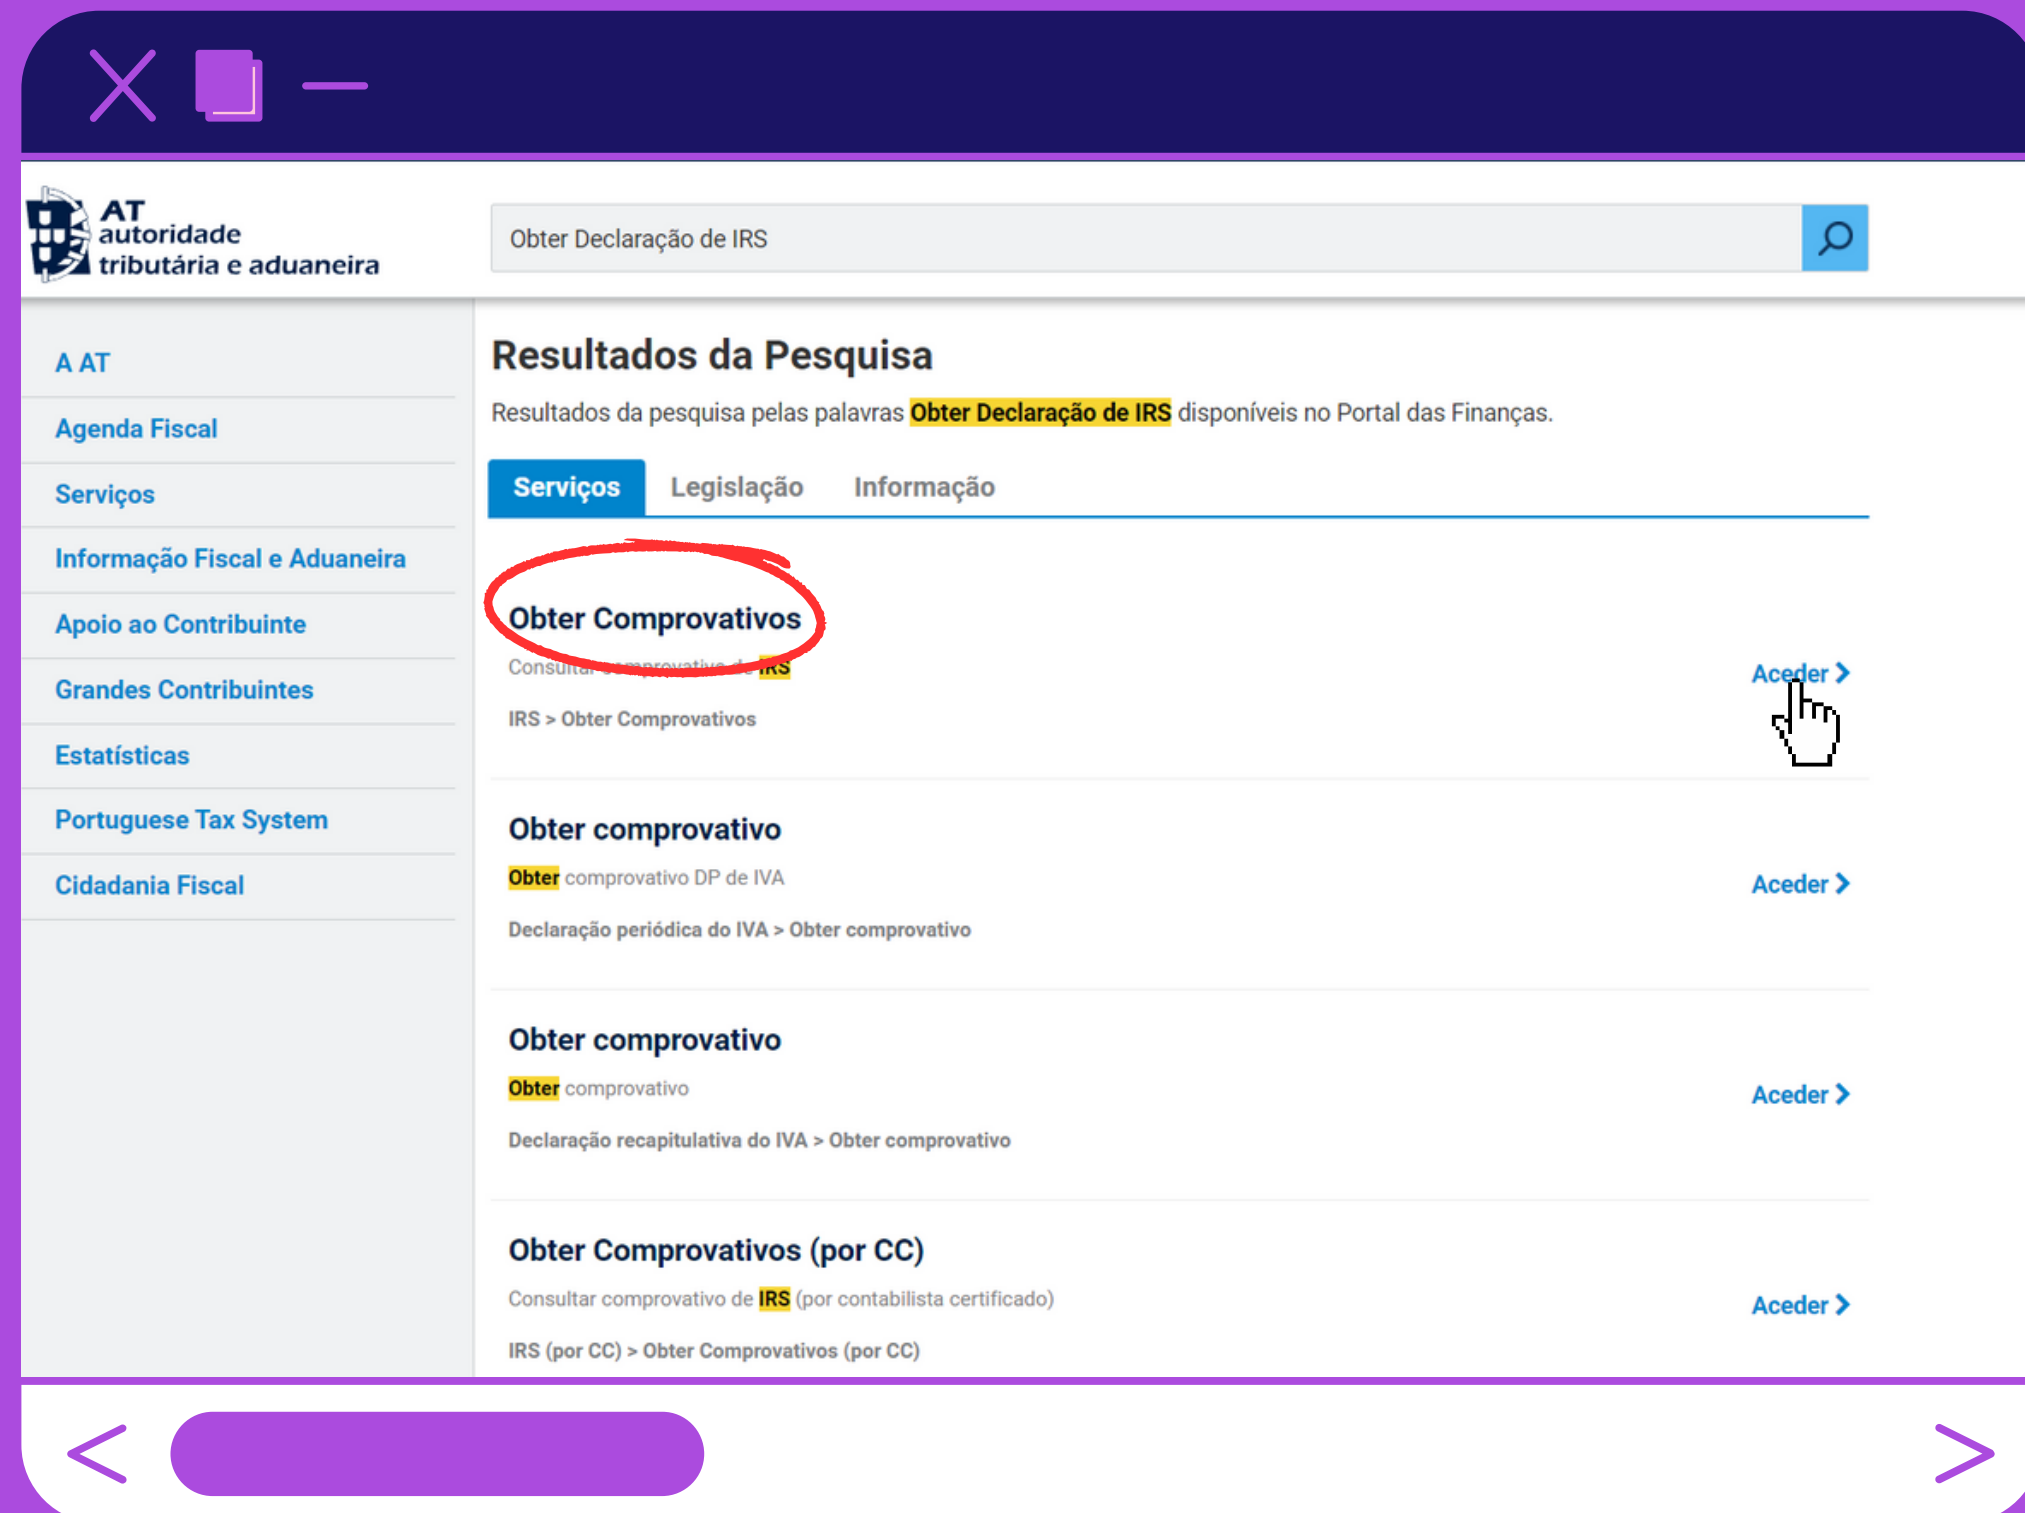 AT
autoridade
tributária e aduaneira
Obter Declaração de IRS
A AT
Agenda Fiscal
Serviços
Informação Fiscal e Aduaneira
Apoio ao Contribuinte
Grandes Contribuintes
Estatísticas
Portuguese Tax System
Cidadania Fiscal
Resultados da Pesquisa
Resultados da pesquisa pelas palavras Obter Declaração de IRS disponíveis no Portal das Finanças.
Serviços Legislação Informação
Obter Comprovativos
Consultar comprovativo de IRS
Aceder
IRS > Obter Comprovativos
Obter comprovativo
Obter comprovativo DP de IVA
Aceder
Declaração periódica do IVA > Obter comprovativo
Obter comprovativo
Obter comprovativo
Aceder
Declaração recapitulativa do IVA > Obter comprovativo
Obter Comprovativos (por CC)
Consultar comprovativo de IRS (por contabilista certificado)
Aceder
IRS (por CC) > Obter Comprovativos (por CC)